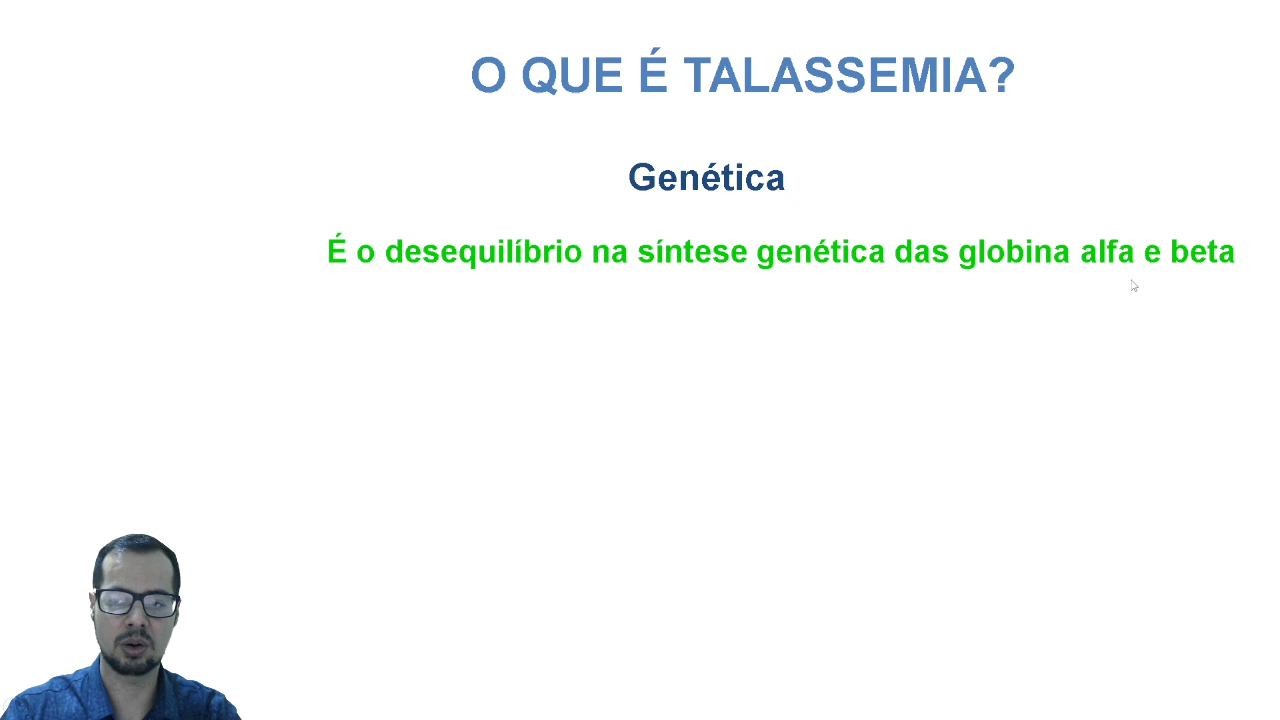 O QUE É TALASSEMIA?
Genética
É o desequilíbrio na síntese genética das globina alfa e beta